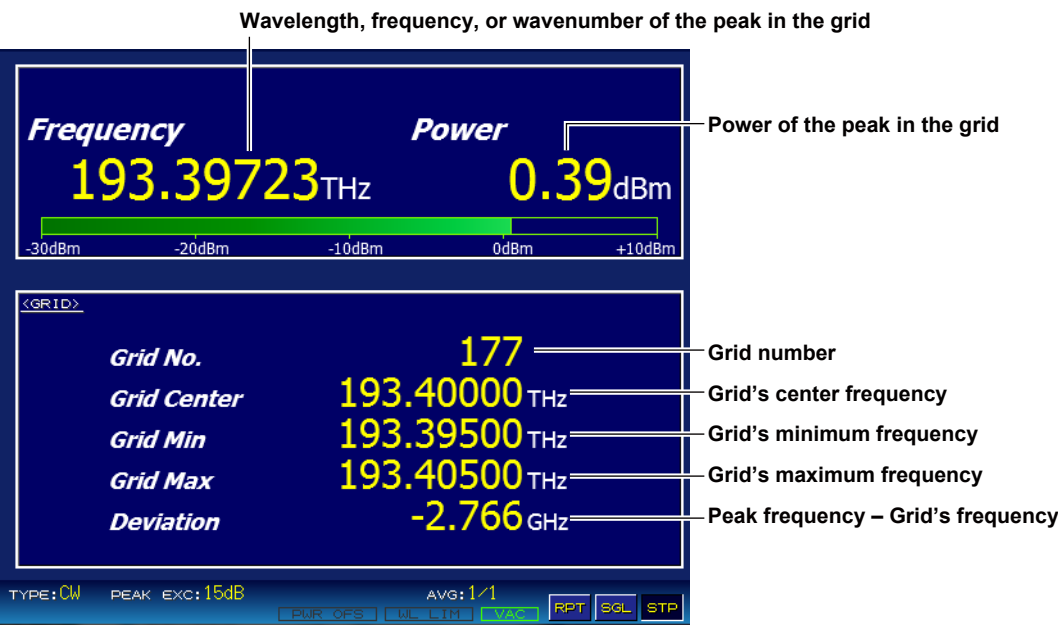 Wavelength, frequency, or wavenumber of the peak in the grid
Frequency Power
Power of the peak in the grid
193.39723THz 0.39dBm
-30dBm -20dBm -10dBm 0dBm +10dBm
<GRID>
Grid No. 177 Grid number
Grid Center 193.40000 THz Grid's center frequency
Grid Min 193.39500 THz Grid's minimum frequency
Grid Max 193.40500 THz Grid's maximum frequency
Deviation -2.766 GHz Peak frequency – Grid's frequency
TYPE:CW PEAK EXC:15dB AVG:1/1
PWR OFS WL LIM VAC RPT SGL STP